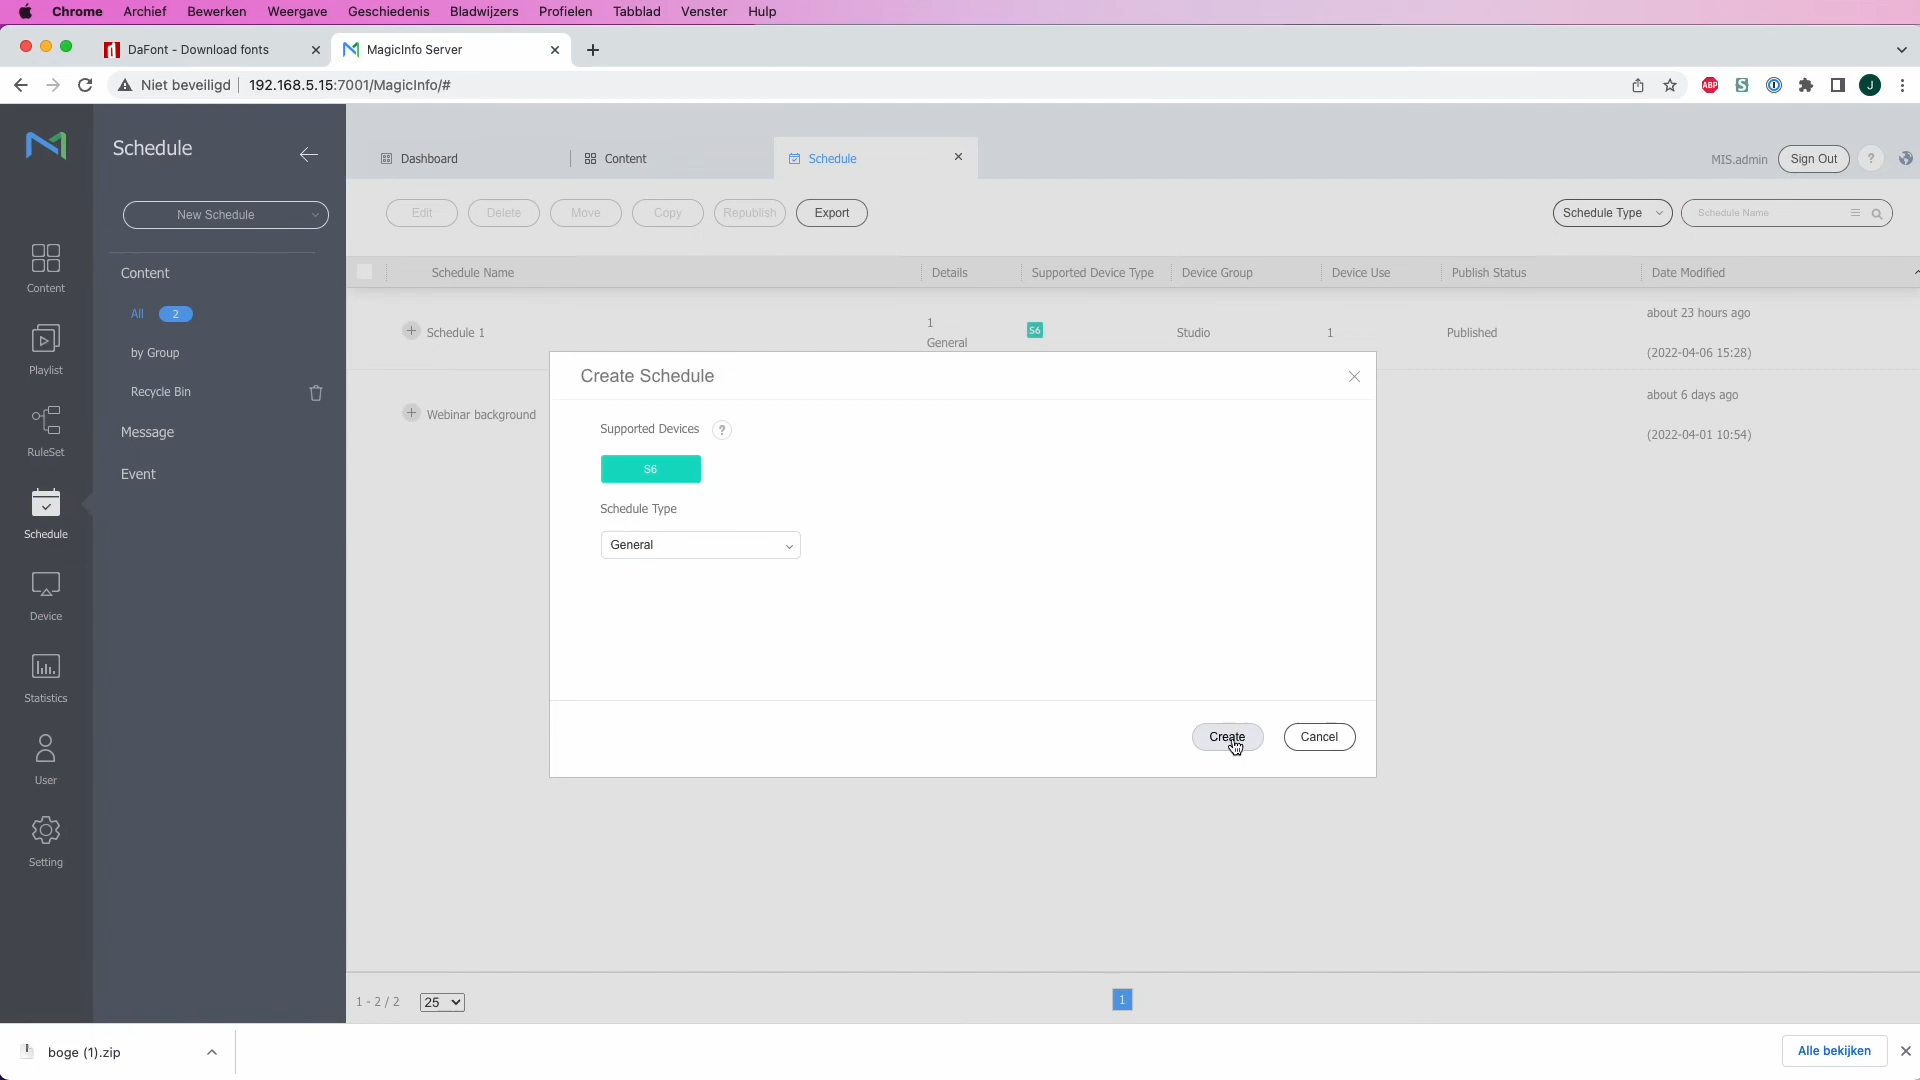 Chrome Archief Bewerken Weergave Geschiedenis Bladwijzers Profielen Tabblad Venster Hulp
DaFont - Download fonts
MagicInfo Server
Niet beveiligd 192.168.5.15:7001/MagicInfo/#
ABP
S
J
Schedule
Dashboard
Content
Schedule
MIS.admin
Sign Out
?
New Schedule
Edit
Delete
Move
Copy
Republish
Export
Schedule Type
Schedule Name
Content
All 2
by Group
Recycle Bin
Message
Event
Content
Playlist
RuleSet
Schedule
Device
Statistics
User
Setting
Schedule Name
Details
Supported Device Type
Device Group
Device Use
Publish Status
Date Modified
Schedule 1
1
General
S6
Studio
1
Published
about 23 hours ago
(2022-04-06 15:28)
Webinar background
about 6 days ago
(2022-04-01 10:54)
Create Schedule
Supported Devices ?
S6
Schedule Type
General
Create
Cancel
1 - 2 / 2
25
1
boge (1).zip
Alle bekijken